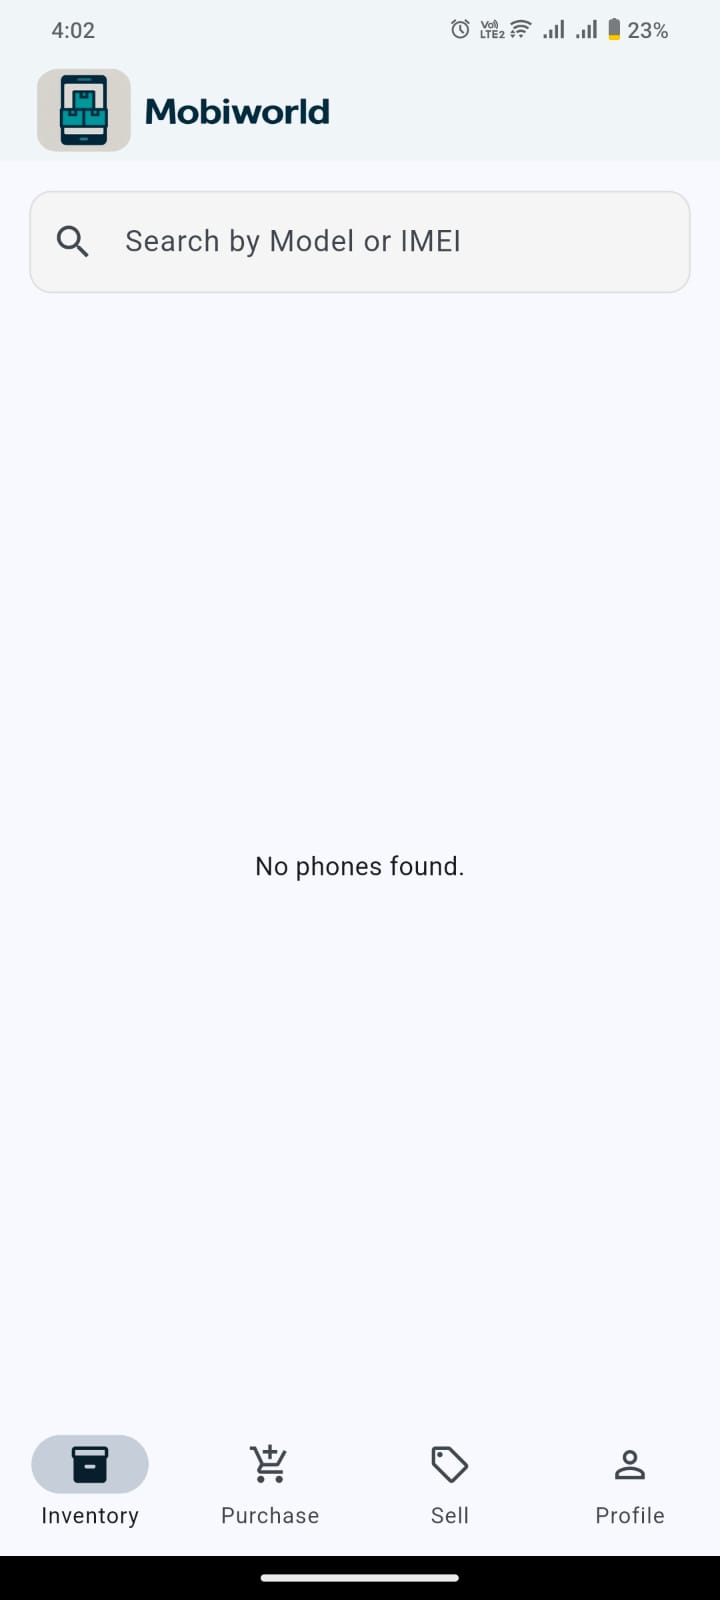 4:02
Vo) LTE2
23%
Mobiworld
Search by Model or IMEI
No phones found.
Inventory
Purchase
Sell
Profile